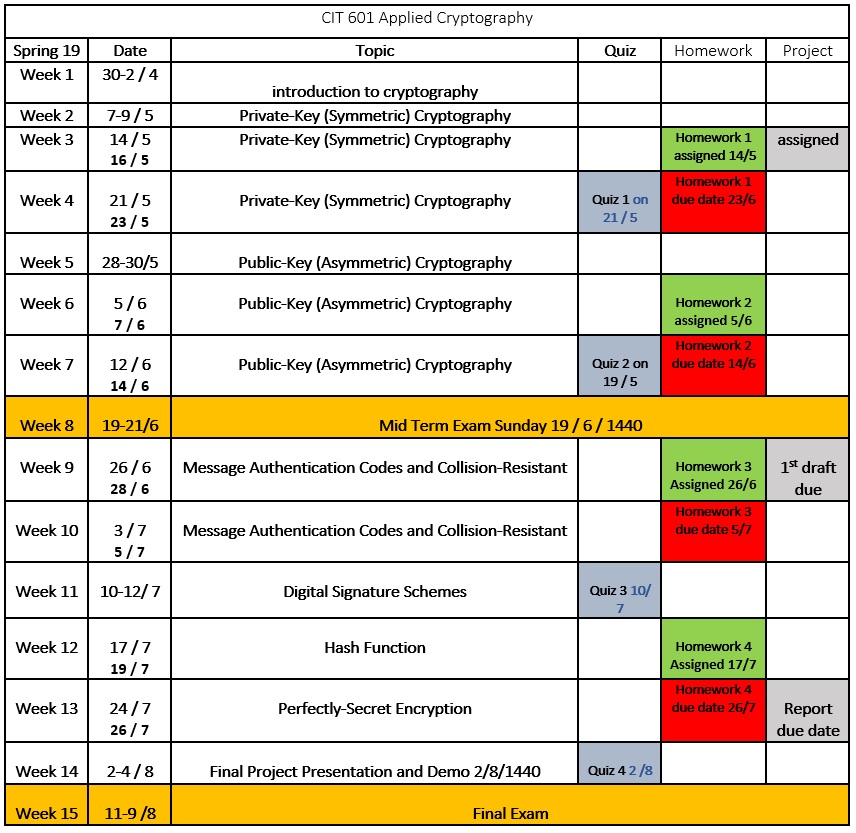 CIT 601 Applied Cryptography
Spring 19 Date Topic Quiz Homework Project
Week 1 30-2 / 4
introduction to cryptography
Week 2 7-9 / 5 Private-Key (Symmetric) Cryptography
Week 3 14 / 5 Private-Key (Symmetric) Cryptography Homework 1 assigned
16 / 5 assigned 14/5
Homework 1
Week 4 21 / 5 Private-Key (Symmetric) Cryptography Quiz 1 on due date 23/6
23 / 5 21 / 5
Week 5 28-30/5 Public-Key (Asymmetric) Cryptography
Week 6 5 / 6 Public-Key (Asymmetric) Cryptography Homework 2
7 / 6 assigned 5/6
Homework 2
Week 7 12 / 6 Public-Key (Asymmetric) Cryptography Quiz 2 on due date 14/6
14 / 6 19 / 5
Week 8 19-21/6 Mid Term Exam Sunday 19 / 6 / 1440
Week 9 26 / 6 Message Authentication Codes and Collision-Resistant Homework 3 1st draft
28 / 6 Assigned 26/6 due
Homework 3
Week 10 3 / 7 Message Authentication Codes and Collision-Resistant due date 5/7
5 / 7
Week 11 10-12/ 7 Digital Signature Schemes Quiz 3 10/
7
Week 12 17 / 7 Hash Function Homework 4
19 / 7 Assigned 17/7
Homework 4
Week 13 24 / 7 Perfectly-Secret Encryption due date 26/7 Report
26 / 7 due date
Week 14 2-4 / 8 Final Project Presentation and Demo 2/8/1440 Quiz 4 2 /8
Week 15 11-9 /8 Final Exam